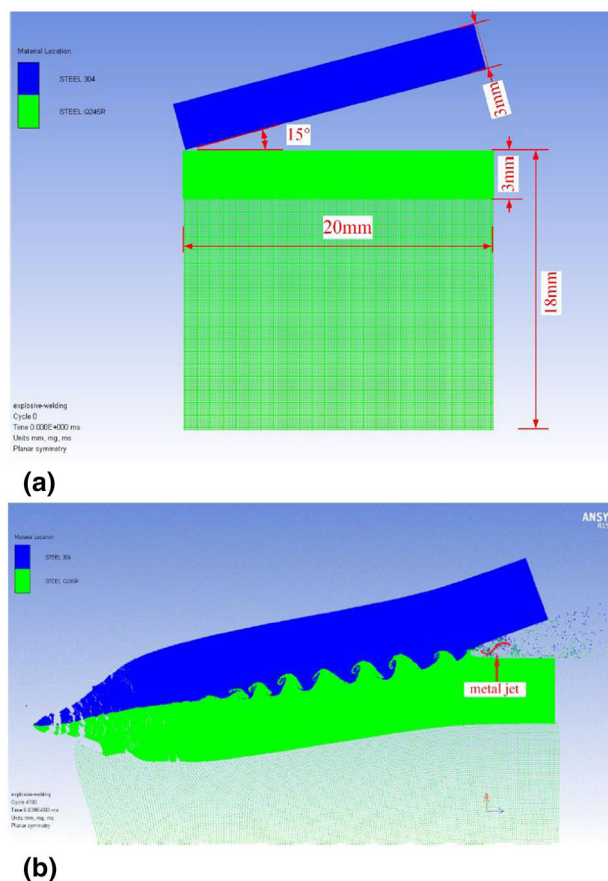 Material Location
STEEL 304
STEEL Q245R
3mm
15°
3mm
20mm
18mm
explosive-welding
Cycle 0
Time 0.000E+000 ms
Units mm, mg, ms
Planar symmetry
(a)
ANSY
Material Location
STEEL 304
STEEL Q245R
metal jet
explosive-welding
Units mm, mg, ms
Planar symmetry
(b)